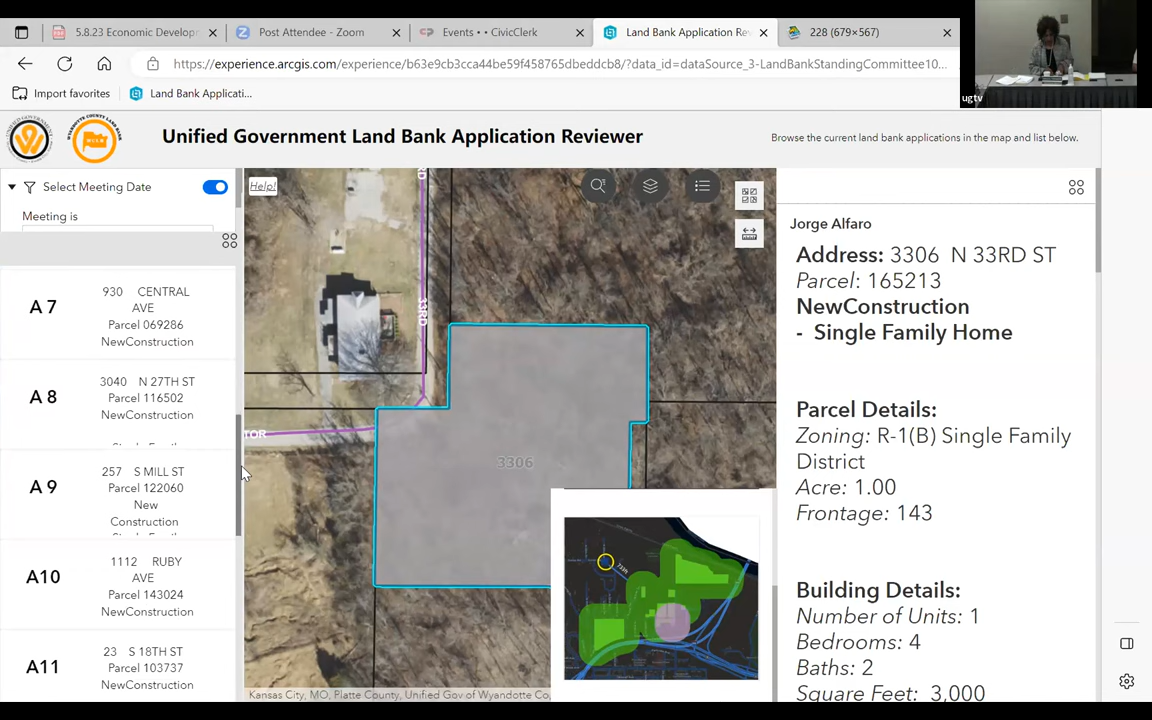 5.8.23 Economic Develop
Post Attendee - Zoom
Events • • CivicClerk
Land Bank Application Rev
228 (679×567)
https://experience.arcgis.com/experience/b63e9cb3cca44be59f458765dbeddcb8/?data_id=dataSource_3-LandBankStandingCommittee10...
ugtv
Import favorites
Land Bank Applicati...
Unified Government Land Bank Application Reviewer
Browse the current land bank applications in the map and list below.
Select Meeting Date
Meeting is
Help!
A 7
930 CENTRAL
AVE
Parcel 069286
NewConstruction
A 8
3040 N 27TH ST
Parcel 116502
NewConstruction
A 9
257 S MILL ST
Parcel 122060
New
Construction
A10
1112 RUBY
AVE
Parcel 143024
NewConstruction
A11
23 S 18TH ST
Parcel 103737
NewConstruction
RD
33RD
TOR
3306
Kansas City, MO, Platte County, Unified Gov of Wyandotte Co,
Jorge Alfaro
Address: 3306 N 33RD ST
Parcel: 165213
NewConstruction
- Single Family Home
Parcel Details:
Zoning: R-1(B) Single Family
District
Acre: 1.00
Frontage: 143
Building Details:
Number of Units: 1
Bedrooms: 4
Baths: 2
Square Feet: 3,000